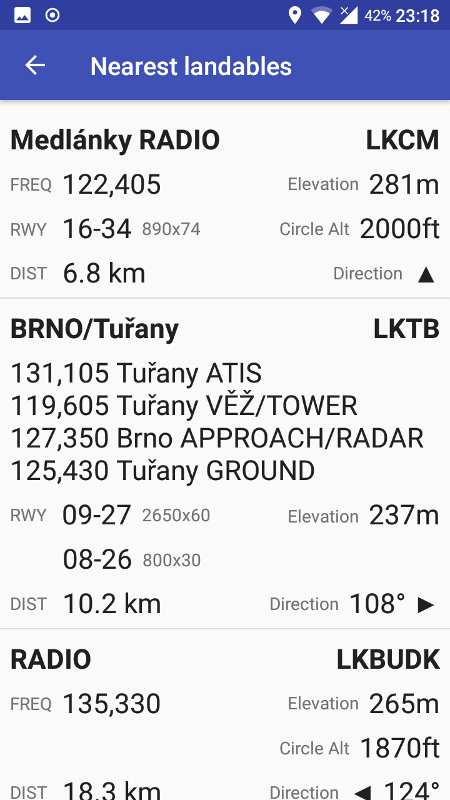 42% 23:18
Nearest landables
Medlánky RADIO LKCM
FREQ 122,405 Elevation 281m
RWY 16-34 890x74 Circle Alt 2000ft
DIST 6.8 km Direction ▲
BRNO/Tuřany LKTB
131,105 Tuřany ATIS
119,605 Tuřany VĚŽ/TOWER
127,350 Brno APPROACH/RADAR
125,430 Tuřany GROUND
RWY 09-27 2650x60 Elevation 237m
08-26 800x30
DIST 10.2 km Direction 108° ►
RADIO LKBUDK
FREQ 135,330 Elevation 265m
Circle Alt 1870ft
DIST 18.3 km Direction ◄ 124°